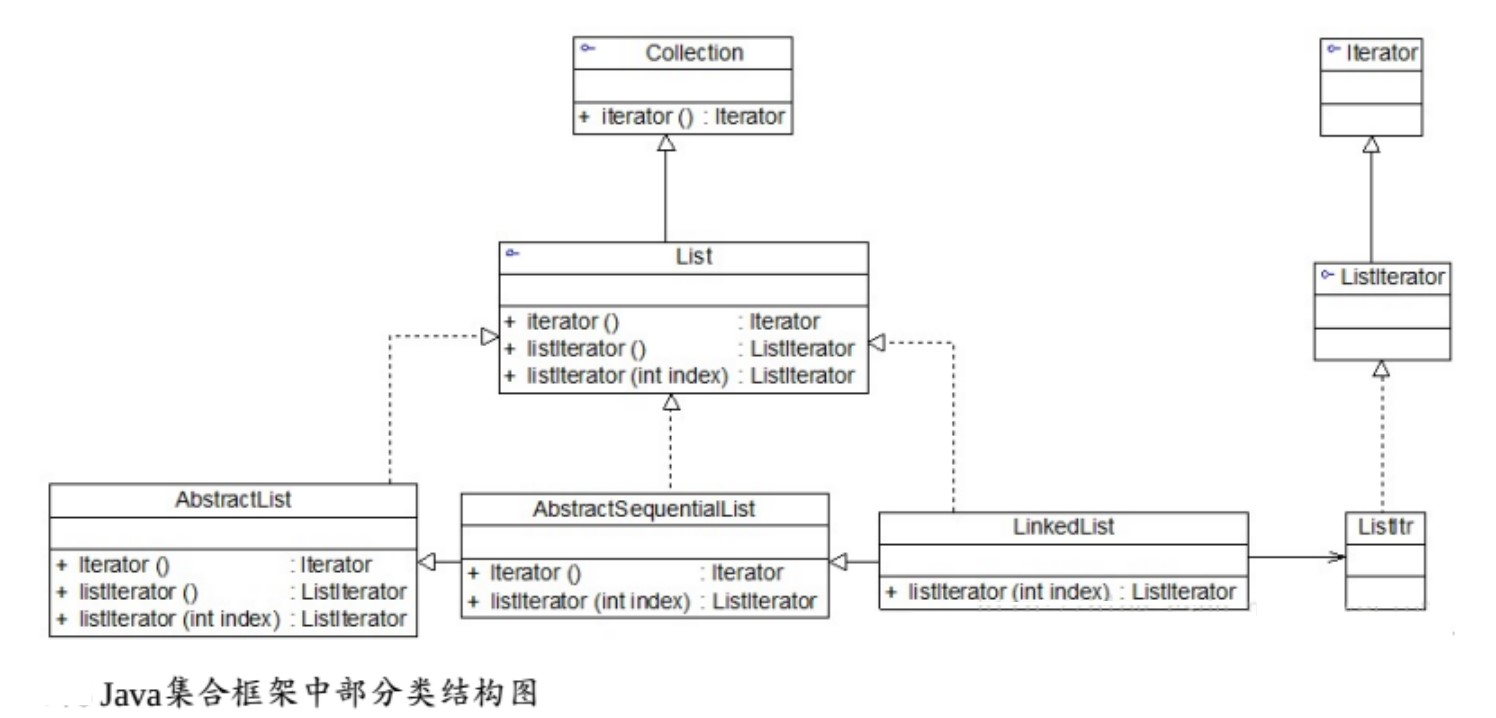 Collection
+ iterator () : Iterator
Iterator
List
+ iterator () : Iterator
+ listIterator () : ListIterator
+ listIterator (int index) : ListIterator
ListIterator
AbstractList
+ Iterator () : Iterator
+ listIterator () : ListIterator
+ listIterator (int index) : ListIterator
AbstractSequentialList
+ Iterator () : Iterator
+ listIterator (int index) : ListIterator
LinkedList
+ listIterator (int index) : ListIterator
ListItr
Java集合框架中部分类结构图